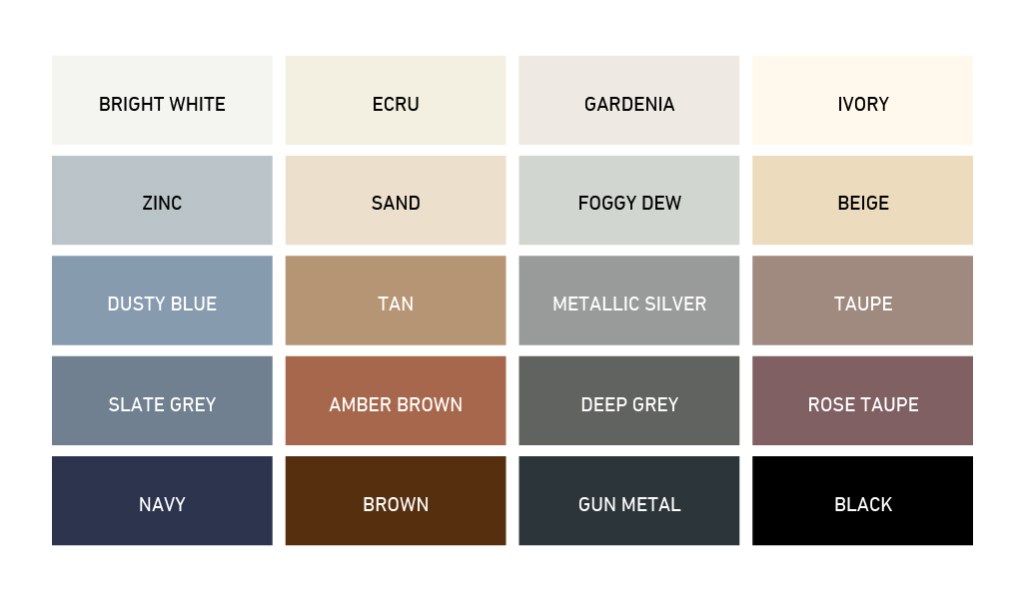 BRIGHT WHITE
ECRU
GARDENIA
IVORY
ZINC
SAND
FOGGY DEW
BEIGE
DUSTY BLUE
TAN
METALLIC SILVER
TAUPE
SLATE GREY
AMBER BROWN
DEEP GREY
ROSE TAUPE
NAVY
BROWN
GUN METAL
BLACK